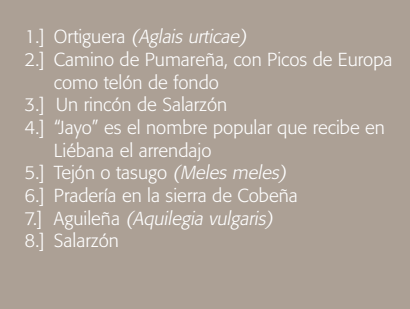 1.] Ortiguera (Aglais urticae)
2.] Camino de Pumareña, con Picos de Europa
como telón de fondo
3.] Un rincón de Salarzón
4.] “Jayo” es el nombre popular que recibe en
Liébana el arrendajo
5.] Tejón o tasugo (Meles meles)
6.] Pradería en la sierra de Cobeña
7.] Aguileña (Aquilegia vulgaris)
8.] Salarzón